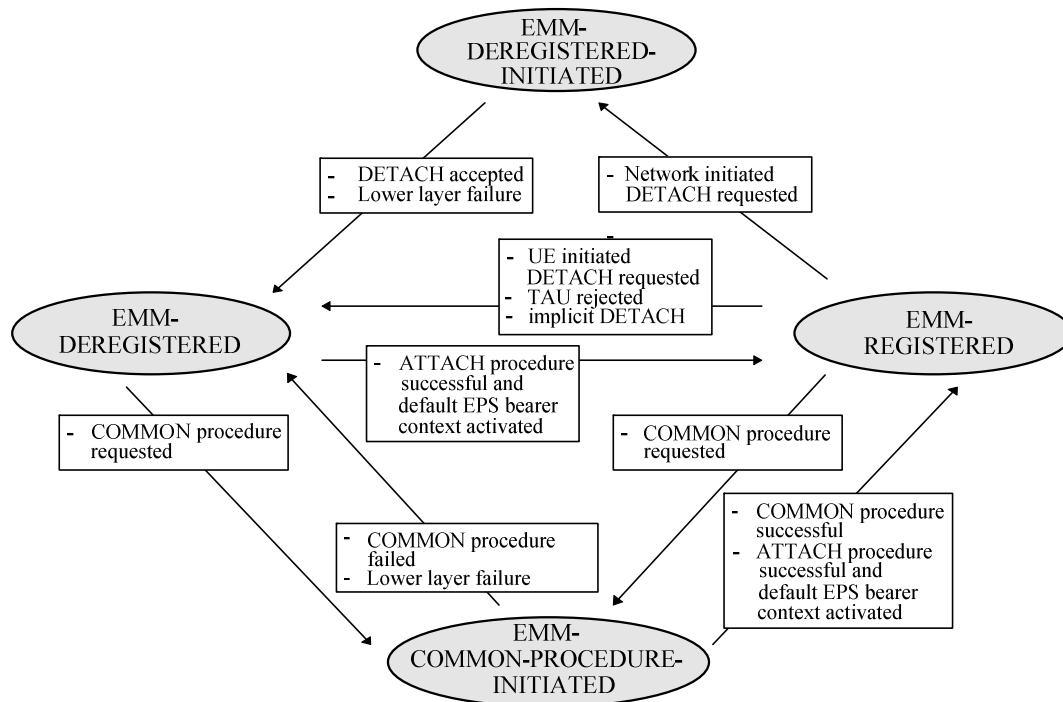 EMM-
DEREGISTERED-
INITIATED
- DETACH accepted
- Lower layer failure
- Network initiated
DETACH requested
-
- UE initiated
DETACH requested
- TAU rejected
- implicit DETACH
EMM-
DEREGISTERED
EMM-
REGISTERED
- ATTACH procedure
successful and
default EPS bearer
context activated
- COMMON procedure
requested
- COMMON procedure
requested
- COMMON procedure
failed
- Lower layer failure
- COMMON procedure
successful
- ATTACH procedure
successful and
default EPS bearer
context activated
EMM-
COMMON-PROCEDURE-
INITIATED